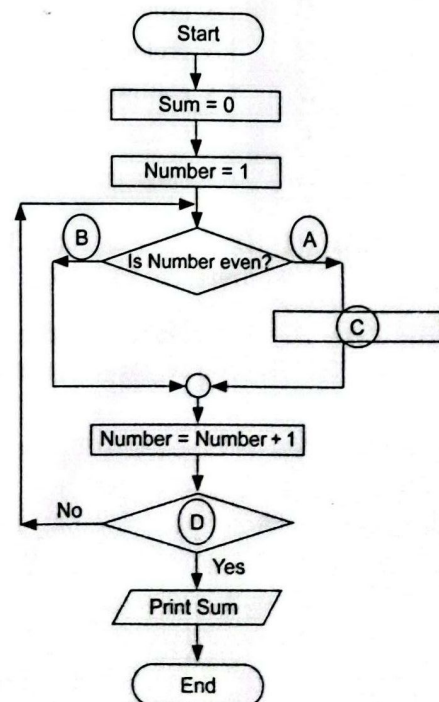 Start
Sum = 0
Number = 1
B
A
Is Number even?
C
Number = Number + 1
No
D
Yes
Print Sum
End